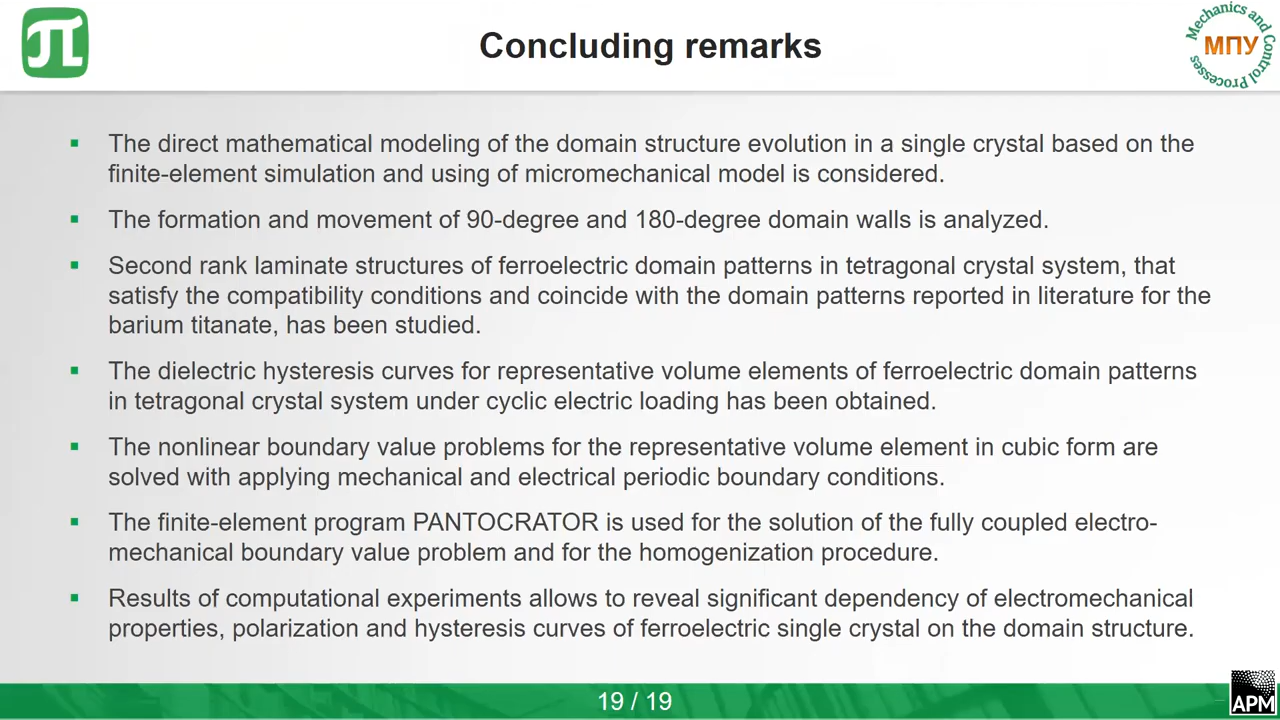 Concluding remarks
Mechanics and
Control Processes
МПУ
▪ The direct mathematical modeling of the domain structure evolution in a single crystal based on the
finite-element simulation and using of micromechanical model is considered.
▪ The formation and movement of 90-degree and 180-degree domain walls is analyzed.
▪ Second rank laminate structures of ferroelectric domain patterns in tetragonal crystal system, that
satisfy the compatibility conditions and coincide with the domain patterns reported in literature for the
barium titanate, has been studied.
▪ The dielectric hysteresis curves for representative volume elements of ferroelectric domain patterns
in tetragonal crystal system under cyclic electric loading has been obtained.
▪ The nonlinear boundary value problems for the representative volume element in cubic form are
solved with applying mechanical and electrical periodic boundary conditions.
▪ The finite-element program PANTOCRATOR is used for the solution of the fully coupled electro-
mechanical boundary value problem and for the homogenization procedure.
▪ Results of computational experiments allows to reveal significant dependency of electromechanical
properties, polarization and hysteresis curves of ferroelectric single crystal on the domain structure.
19 / 19
APM